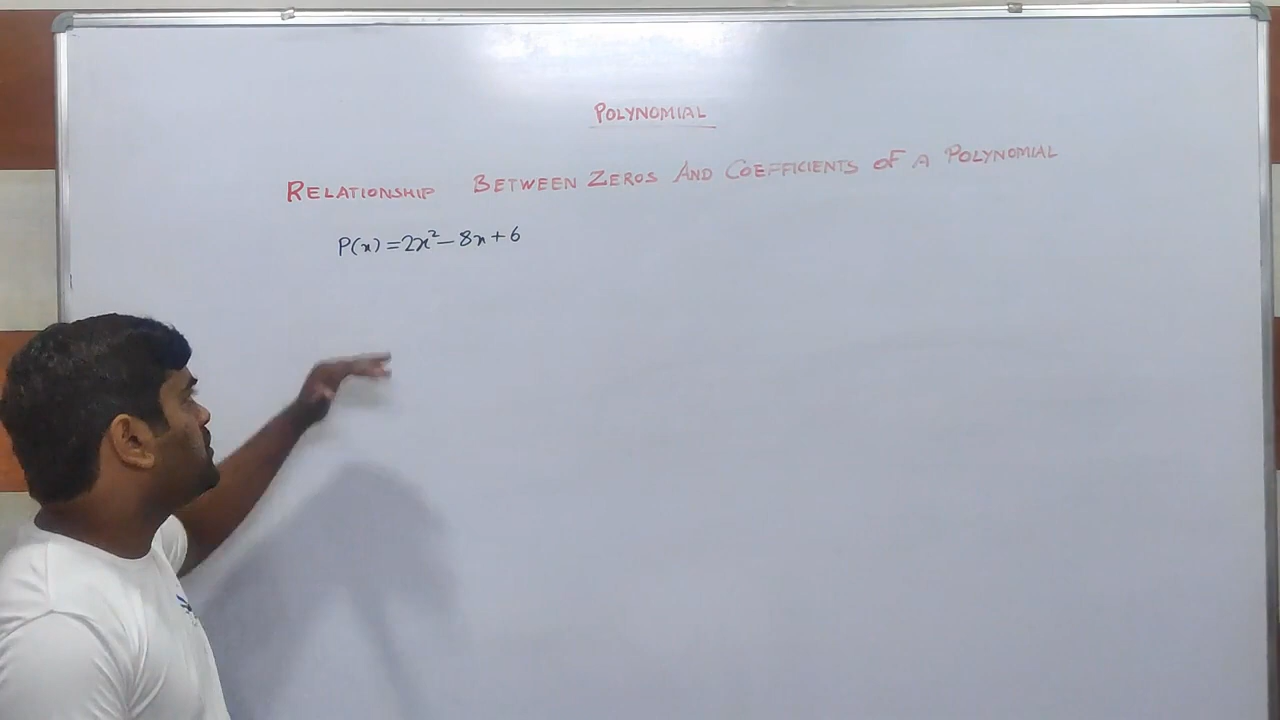 POLYNOMIAL
RELATIONSHIP BETWEEN ZEROS AND COEFFICIENTS OF A POLYNOMIAL
P(x) = 2x² - 8x + 6